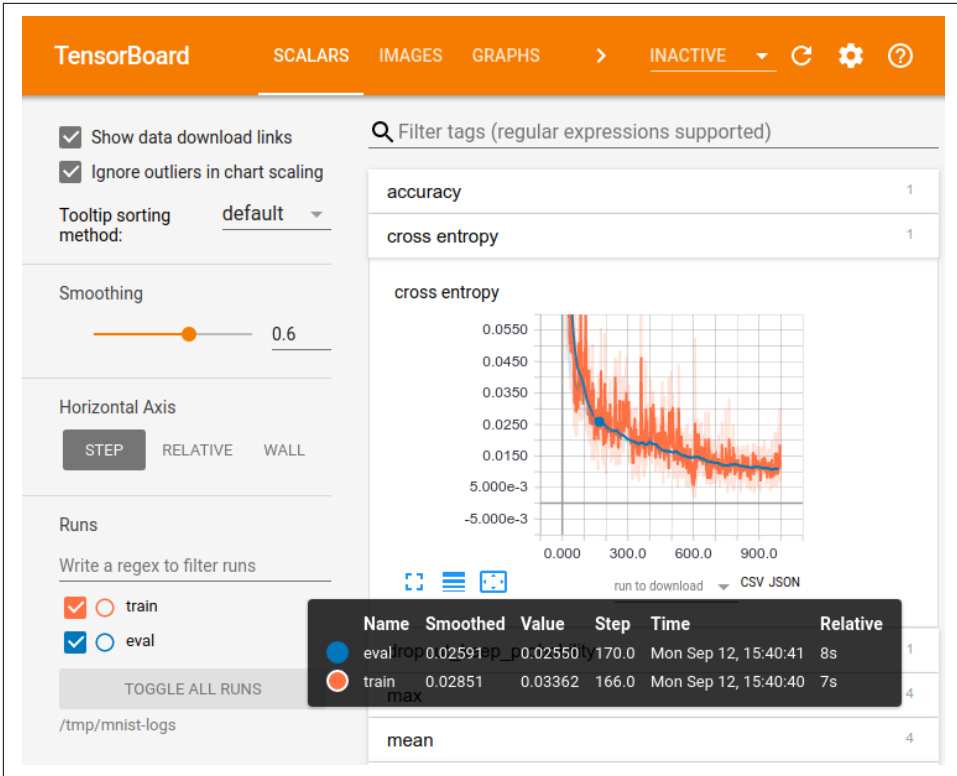 TensorBoard SCALARS IMAGES GRAPHS INACTIVE
Show data download links
Ignore outliers in chart scaling
Tooltip sorting method: default
Smoothing
0.6
Horizontal Axis
STEP RELATIVE WALL
Runs
Write a regex to filter runs
train
eval
TOGGLE ALL RUNS
/tmp/mnist-logs
Filter tags (regular expressions supported)
accuracy 1
cross entropy 1
cross entropy
0.0550
0.0450
0.0350
0.0250
0.0150
5.000e-3
-5.000e-3
0.000 300.0 600.0 900.0
run to download CSV JSON
Name Smoothed Value Step Time Relative
eval 0.02591 0.02550 170.0 Mon Sep 12, 15:40:41 8s
train 0.02851 0.03362 166.0 Mon Sep 12, 15:40:40 7s
1
max 4
mean 4